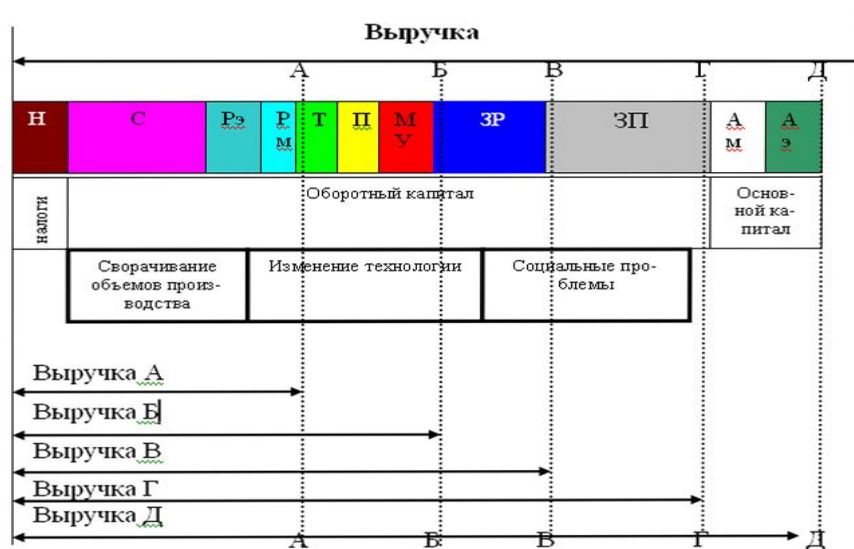 Выручка
А Б В Г Д
Н С Рэ Р Т П М ЗР ЗП А А
м У м э
налоги
Оборотный капитал
Основ-
ной ка-
питал
Сворачивание
объемов произ-
водства
Изменение технологии
Социальные про-
блемы
Выручка А
Выручка Б
Выручка В
Выручка Г
Выручка Д
А Б В Г Д